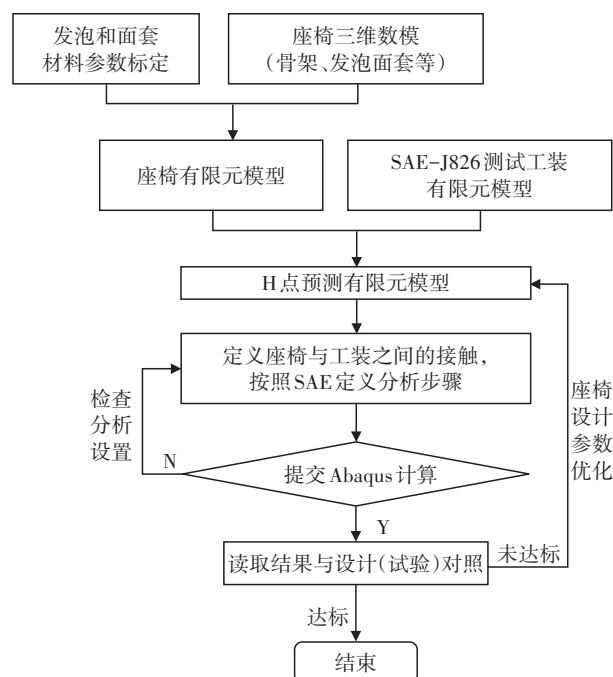 发泡和面套
材料参数标定
座椅三维数模
(骨架、发泡面套等)
座椅有限元模型
SAE-J826测试工装
有限元模型
H点预测有限元模型
定义座椅与工装之间的接触,
按照SAE定义分析步骤
检查
分析
设置
座椅
设计
参数
优化
N
提交Abaqus计算
Y
读取结果与设计(试验)对照
未达标
达标
结束